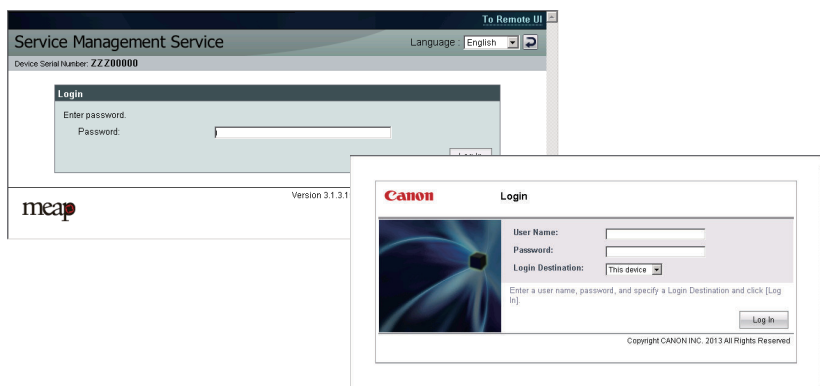 To Remote UI
Service Management Service
Language : English
Device Serial Number: ZZZ00000
Login
Enter password.
Password:
Log In
Version 3.1.3.1
meap
Canon
Login
User Name:
Password:
Login Destination: This device
Enter a user name, password, and specify a Login Destination and click [Log
In].
Log In
Copyright CANON INC. 2013 All Rights Reserved